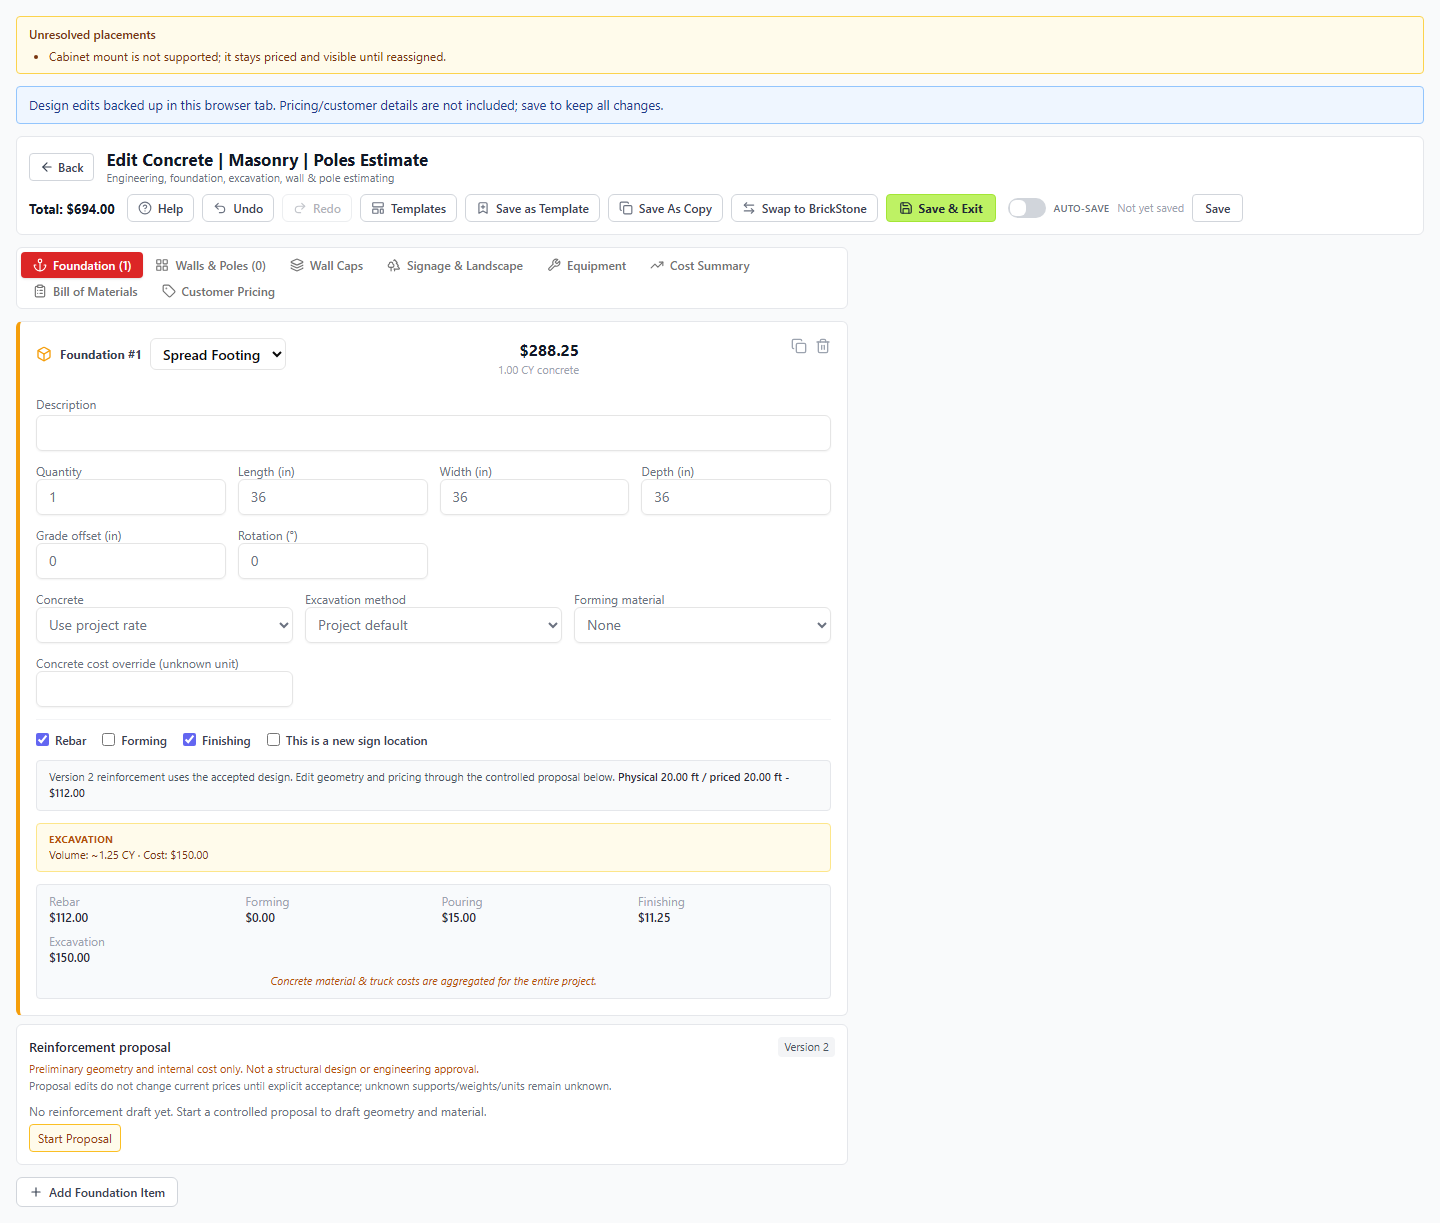 Unresolved placements
• Cabinet mount is not supported; it stays priced and visible until reassigned.
Design edits backed up in this browser tab. Pricing/customer details are not included; save to keep all changes.
Back
Edit Concrete | Masonry | Poles Estimate
Engineering, foundation, excavation, wall & pole estimating
Total: $694.00 Help Undo Redo Templates Save as Template Save As Copy Swap to BrickStone Save & Exit AUTO-SAVE Not yet saved Save
Foundation (1) Walls & Poles (0) Wall Caps Signage & Landscape Equipment Cost Summary
Bill of Materials Customer Pricing
Foundation #1 Spread Footing $288.25
1.00 CY concrete
Description
Quantity Length (in) Width (in) Depth (in)
1 36 36 36
Grade offset (in) Rotation (°)
0 0
Concrete Excavation method Forming material
Use project rate Project default None
Concrete cost override (unknown unit)
Rebar Forming Finishing This is a new sign location
Version 2 reinforcement uses the accepted design. Edit geometry and pricing through the controlled proposal below. Physical 20.00 ft / priced 20.00 ft -
$112.00
EXCAVATION
Volume: ~1.25 CY · Cost: $150.00
Rebar Forming Pouring Finishing
$112.00 $0.00 $15.00 $11.25
Excavation
$150.00
Concrete material & truck costs are aggregated for the entire project.
Reinforcement proposal Version 2
Preliminary geometry and internal cost only. Not a structural design or engineering approval.
Proposal edits do not change current prices until explicit acceptance; unknown supports/weights/units remain unknown.
No reinforcement draft yet. Start a controlled proposal to draft geometry and material.
Start Proposal
Add Foundation Item